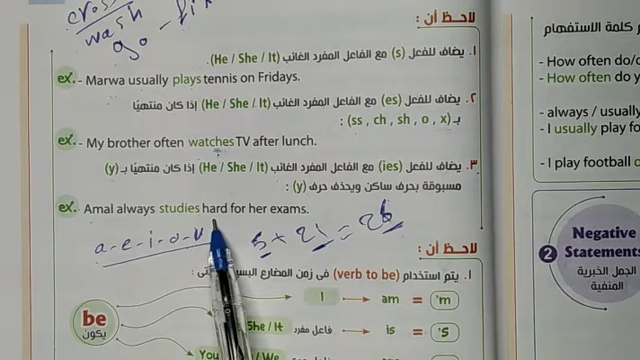 cross
wash
go - fix
لاحظ أن :
١. يضاف للفعل (s) مع الفاعل المفرد الغائب (He / She / It).
ex. - Marwa usually plays tennis on Fridays.
٢. يضاف للفعل (es) مع الفاعل المفرد الغائب (He / She / It) إذا كان منتهيًا
بـ (ss , ch , sh , o , x) :
ex. - My brother often watches TV after lunch.
٣. يضاف للفعل (ies) مع الفاعل المفرد الغائب (He / She / It) إذا كان منتهيًا بـ (y)
مسبوقة بحرف ساكن ويحذف حرف (y) :
ex. - Amal always studies hard for her exams.
a - e - i - o - u
5 + 21 = 26
لاحظ أن :
١. يتم استخدام (verb to be) فى زمن المضارع
be
يكون
I am 'm
She / It فاعل مفرد is 's
You / We
كلمة الاستفهام
- How often do/
- How often do y
- always / usually
- I usually play fo
- I play football o
2 Negative
Statements
الجمل الخبرية
المنفية